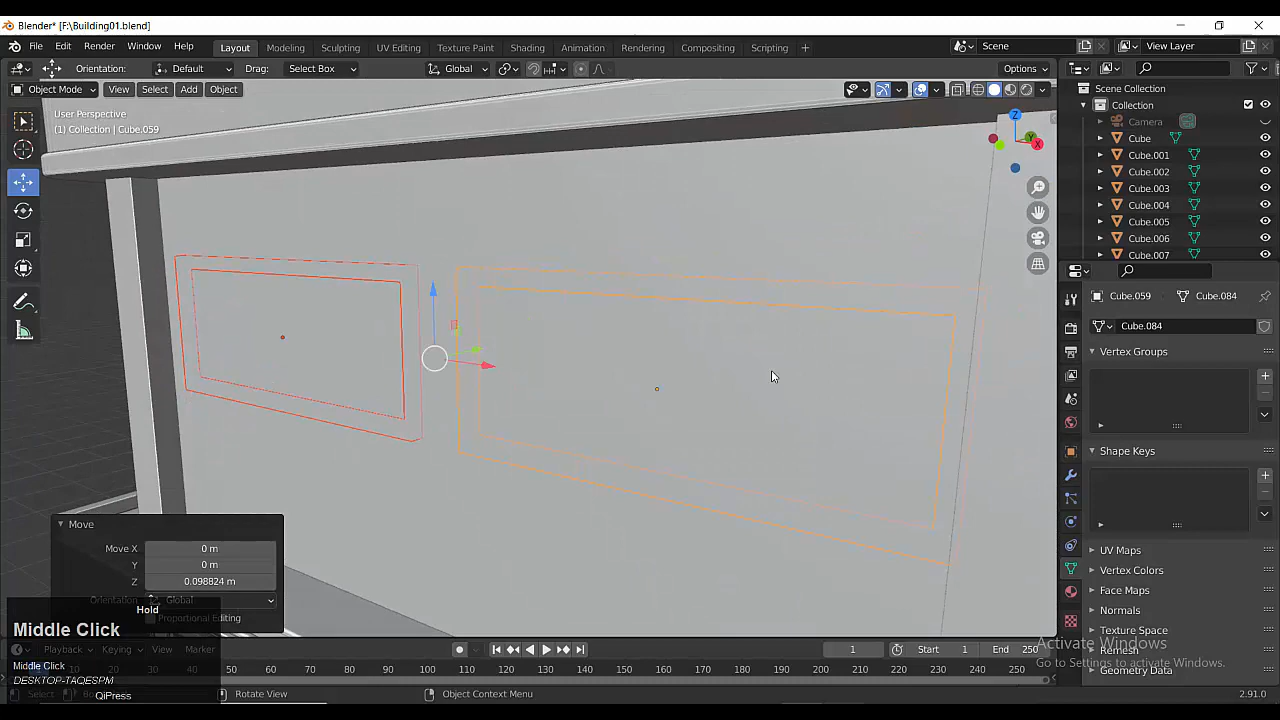 Blender* [F:\Building01.blend]
File Edit Render Window Help Layout Modeling Sculpting UV Editing Texture Paint Shading Animation Rendering Compositing Scripting + Scene View Layer
Orientation: Default Drag: Select Box Global Options
Object Mode View Select Add Object
User Perspective
(1) Collection | Cube.059
Z
Y
X
Scene Collection
Collection
Camera
Cube
Cube.001
Cube.002
Cube.003
Cube.004
Cube.005
Cube.006
Cube.007
Cube.059 Cube.084
Cube.084
Vertex Groups
Shape Keys
UV Maps
Vertex Colors
Face Maps
Normals
Texture Space
Remesh
Geometry Data
Move
Move X 0 m
Y 0 m
Z 0.098824 m
Orientation Global
Proportional Editing
Hold
Middle Click
Middle Click
DESKTOP-TAQESPM
QiPress
Activate Windows
Go to Settings to activate Windows.
Playback Keying View Marker 1 Start 1 End 250
20 30 40 50 60 70 80 90 100 110 120 130 140 150 160 170 180 190 200 210 220 230 240 250
Select Rotate View Object Context Menu 2.91.0